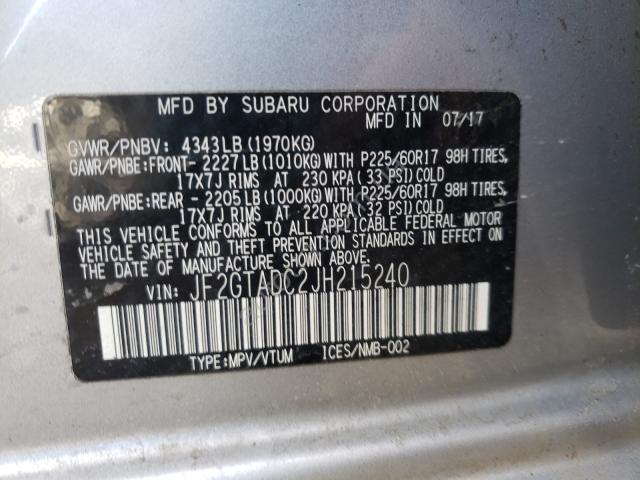 MFD BY SUBARU CORPORATION
MFD IN 07/17
GVWR/PNBV: 4343LB (1970KG)
GAWR/PNBE:FRONT- 2227LB(1010KG)WITH P225/60R17 98H TIRES,
17X7J RIMS AT 230 KPA( 33 PSI) COLD
GAWR/PNBE:REAR - 2205LB(1000KG)WITH P225/60R17 98H TIRES,
17X7J RIMS AT 220 KPA( 32 PSI) COLD
THIS VEHICLE CONFORMS TO ALL APPLICABLE FEDERAL MOTOR
VEHICLE SAFETY AND THEFT PREVENTION STANDARDS IN EFFECT ON
THE DATE OF MANUFACTURE SHOWN ABOVE.
VIN: JF2GTADC2JH215240
TYPE:MPV/VTUM ICES/NMB-002